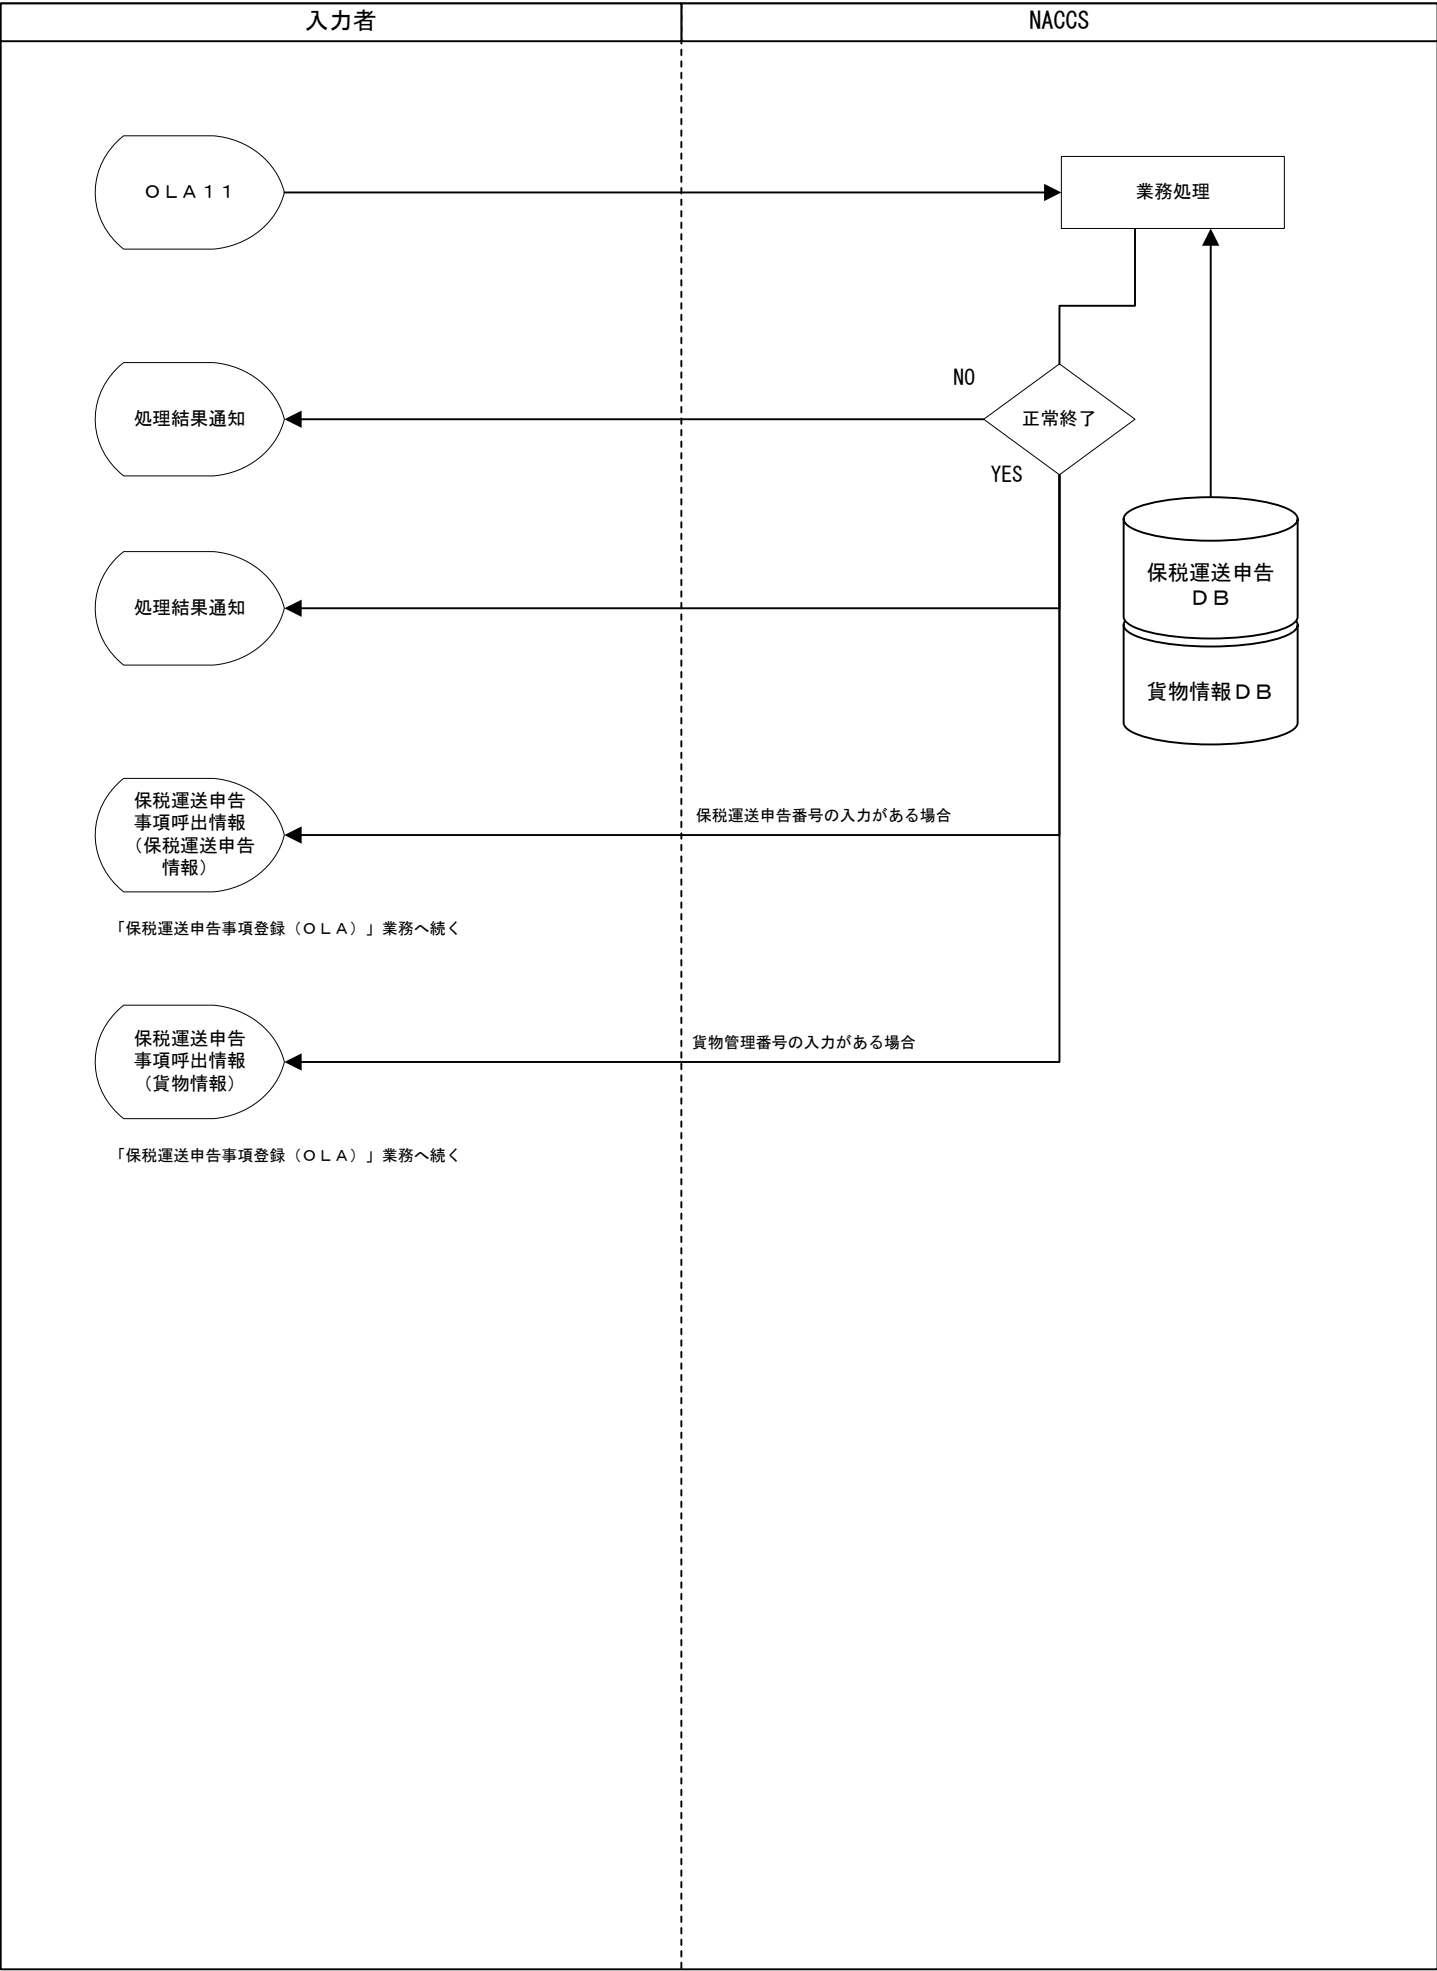 入力者
NACCS
ＯＬＡ１１
業務処理
NO
処理結果通知
正常終了
YES
保税運送申告
ＤＢ
処理結果通知
貨物情報ＤＢ
保税運送申告
事項呼出情報
（保税運送申告
情報）
保税運送申告番号の入力がある場合
「保税運送申告事項登録（ＯＬＡ）」業務へ続く
保税運送申告
事項呼出情報
（貨物情報）
貨物管理番号の入力がある場合
「保税運送申告事項登録（ＯＬＡ）」業務へ続く